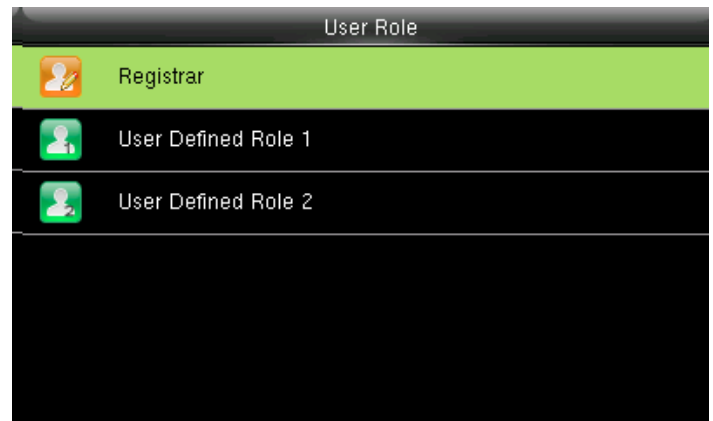 User Role
Registrar
User Defined Role 1
User Defined Role 2